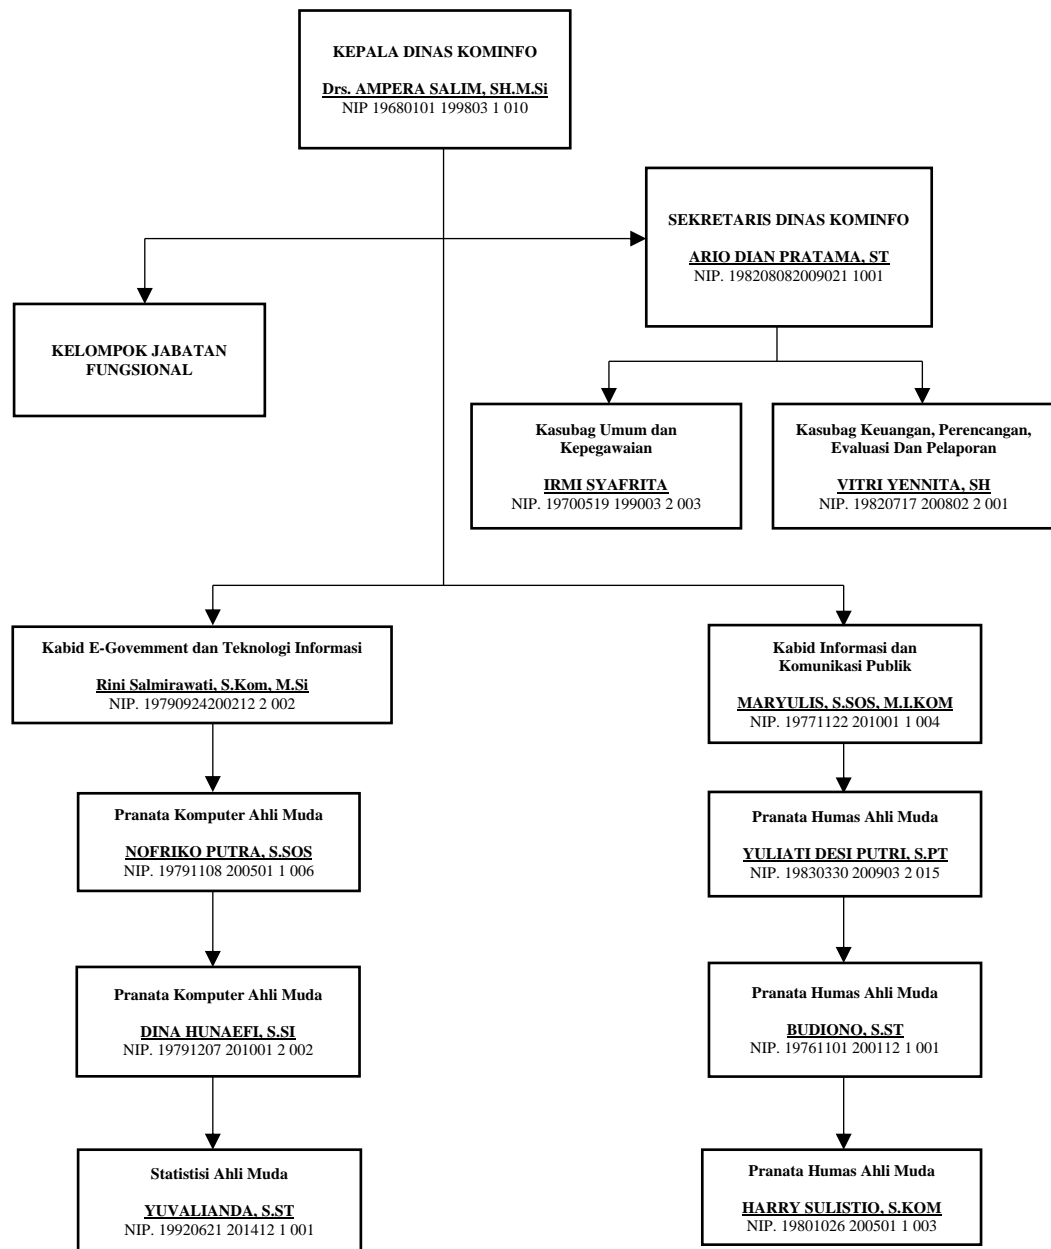 KEPALA DINAS KOMINFO
Drs. AMPERA SALIM, SH.M.Si
NIP 19680101 199803 1 010
SEKRETARIS DINAS KOMINFO
ARIO DIAN PRATAMA, ST
NIP. 198208082009021 1001
KELOMPOK JABATAN
FUNGSIONAL
Kasubag Umum dan
Kepegawaian
IRMI SYAFRITA
NIP. 19700519 199003 2 003
Kasubag Keuangan, Perencangan,
Evaluasi Dan Pelaporan
VITRI YENNITA, SH
NIP. 19820717 200802 2 001
Kabid E-Govemment dan Teknologi Informasi
Rini Salmirawati, S.Kom, M.Si
NIP. 19790924200212 2 002
Kabid Informasi dan
Komunikasi Publik
MARYULIS, S.SOS, M.I.KOM
NIP. 19771122 201001 1 004
Pranata Komputer Ahli Muda
NOFRIKO PUTRA, S.SOS
NIP. 19791108 200501 1 006
Pranata Humas Ahli Muda
YULIATI DESI PUTRI, S.PT
NIP. 19830330 200903 2 015
Pranata Komputer Ahli Muda
DINA HUNAEFI, S.SI
NIP. 19791207 201001 2 002
Pranata Humas Ahli Muda
BUDIONO, S.ST
NIP. 19761101 200112 1 001
Statistisi Ahli Muda
YUVALIANDA, S.ST
NIP. 19920621 201412 1 001
Pranata Humas Ahli Muda
HARRY SULISTIO, S.KOM
NIP. 19801026 200501 1 003